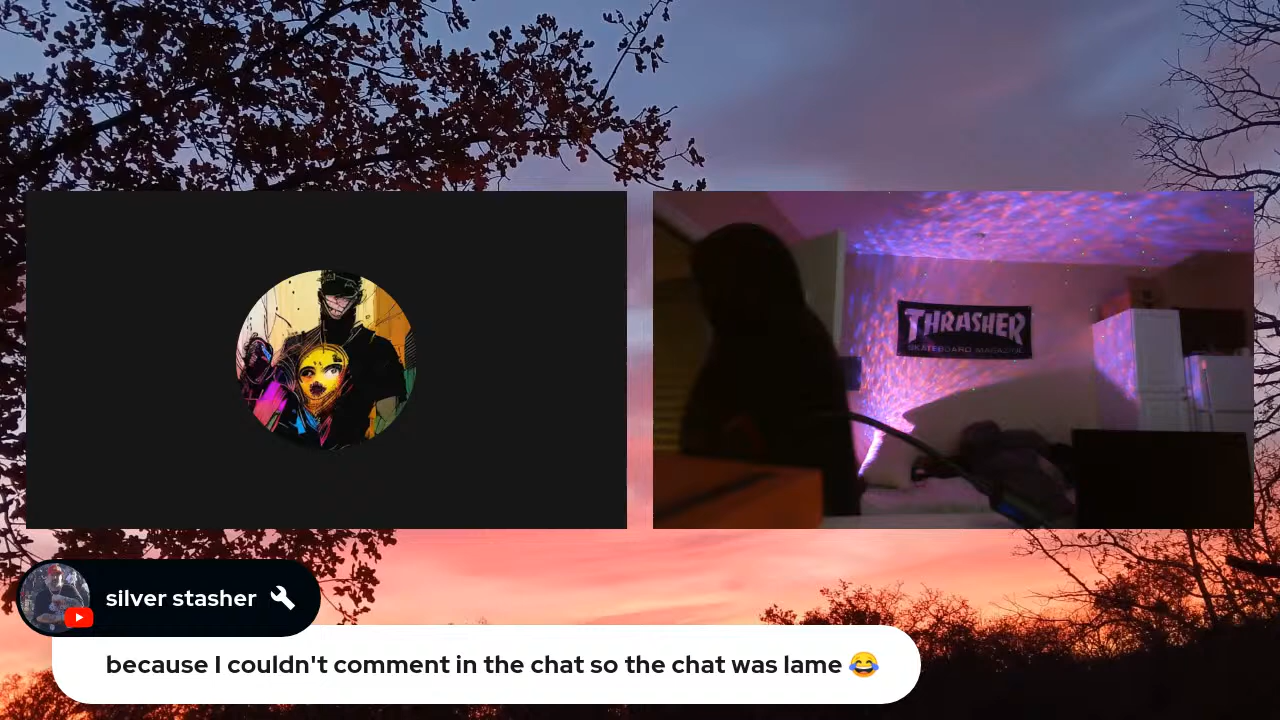 THRASHER
SKATEBOARD MAGAZINE
silver stasher
because I couldn't comment in the chat so the chat was lame 😂